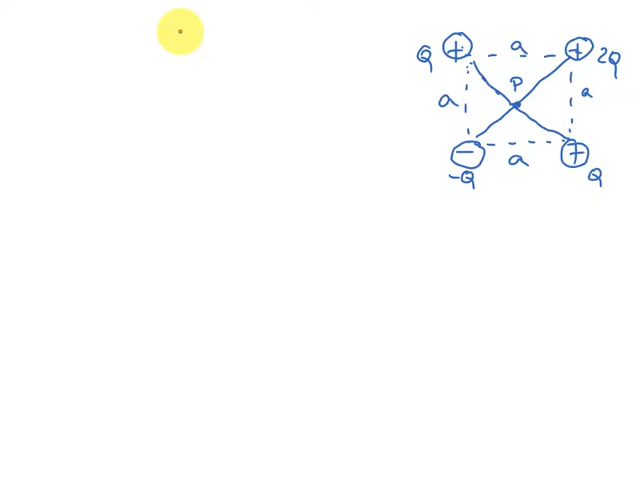 Q + a + 2Q
P
a a
- a +
-Q Q